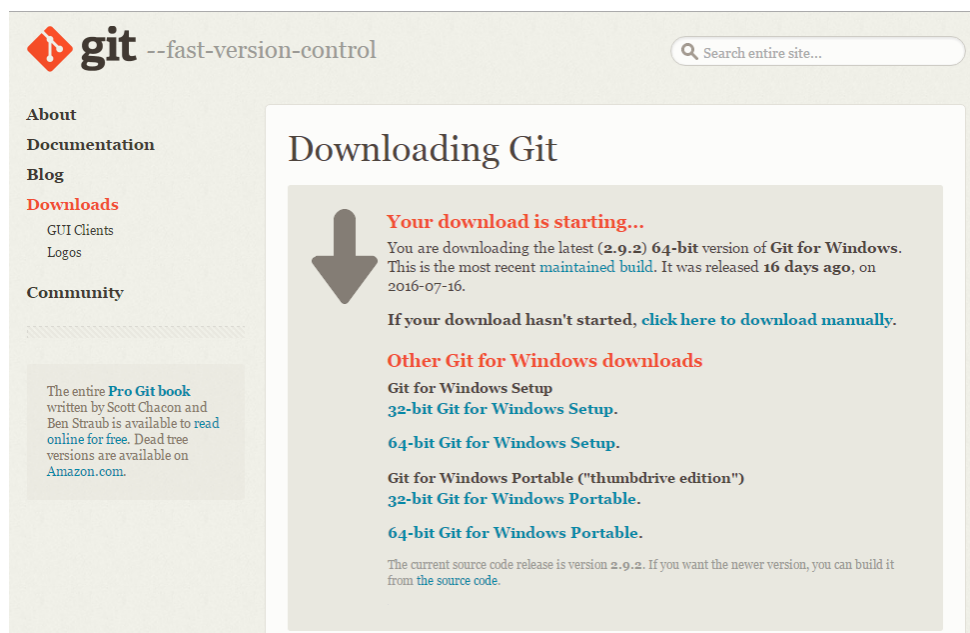 git --fast-version-control
Search entire site...
About
Documentation
Blog
Downloads
GUI Clients
Logos
Community
The entire Pro Git book
written by Scott Chacon and
Ben Straub is available to read
online for free. Dead tree
versions are available on
Amazon.com.
Downloading Git
Your download is starting...
You are downloading the latest (2.9.2) 64-bit version of Git for Windows.
This is the most recent maintained build. It was released 16 days ago, on
2016-07-16.
If your download hasn't started, click here to download manually.
Other Git for Windows downloads
Git for Windows Setup
32-bit Git for Windows Setup.
64-bit Git for Windows Setup.
Git for Windows Portable ("thumbdrive edition")
32-bit Git for Windows Portable.
64-bit Git for Windows Portable.
The current source code release is version 2.9.2. If you want the newer version, you can build it
from the source code.